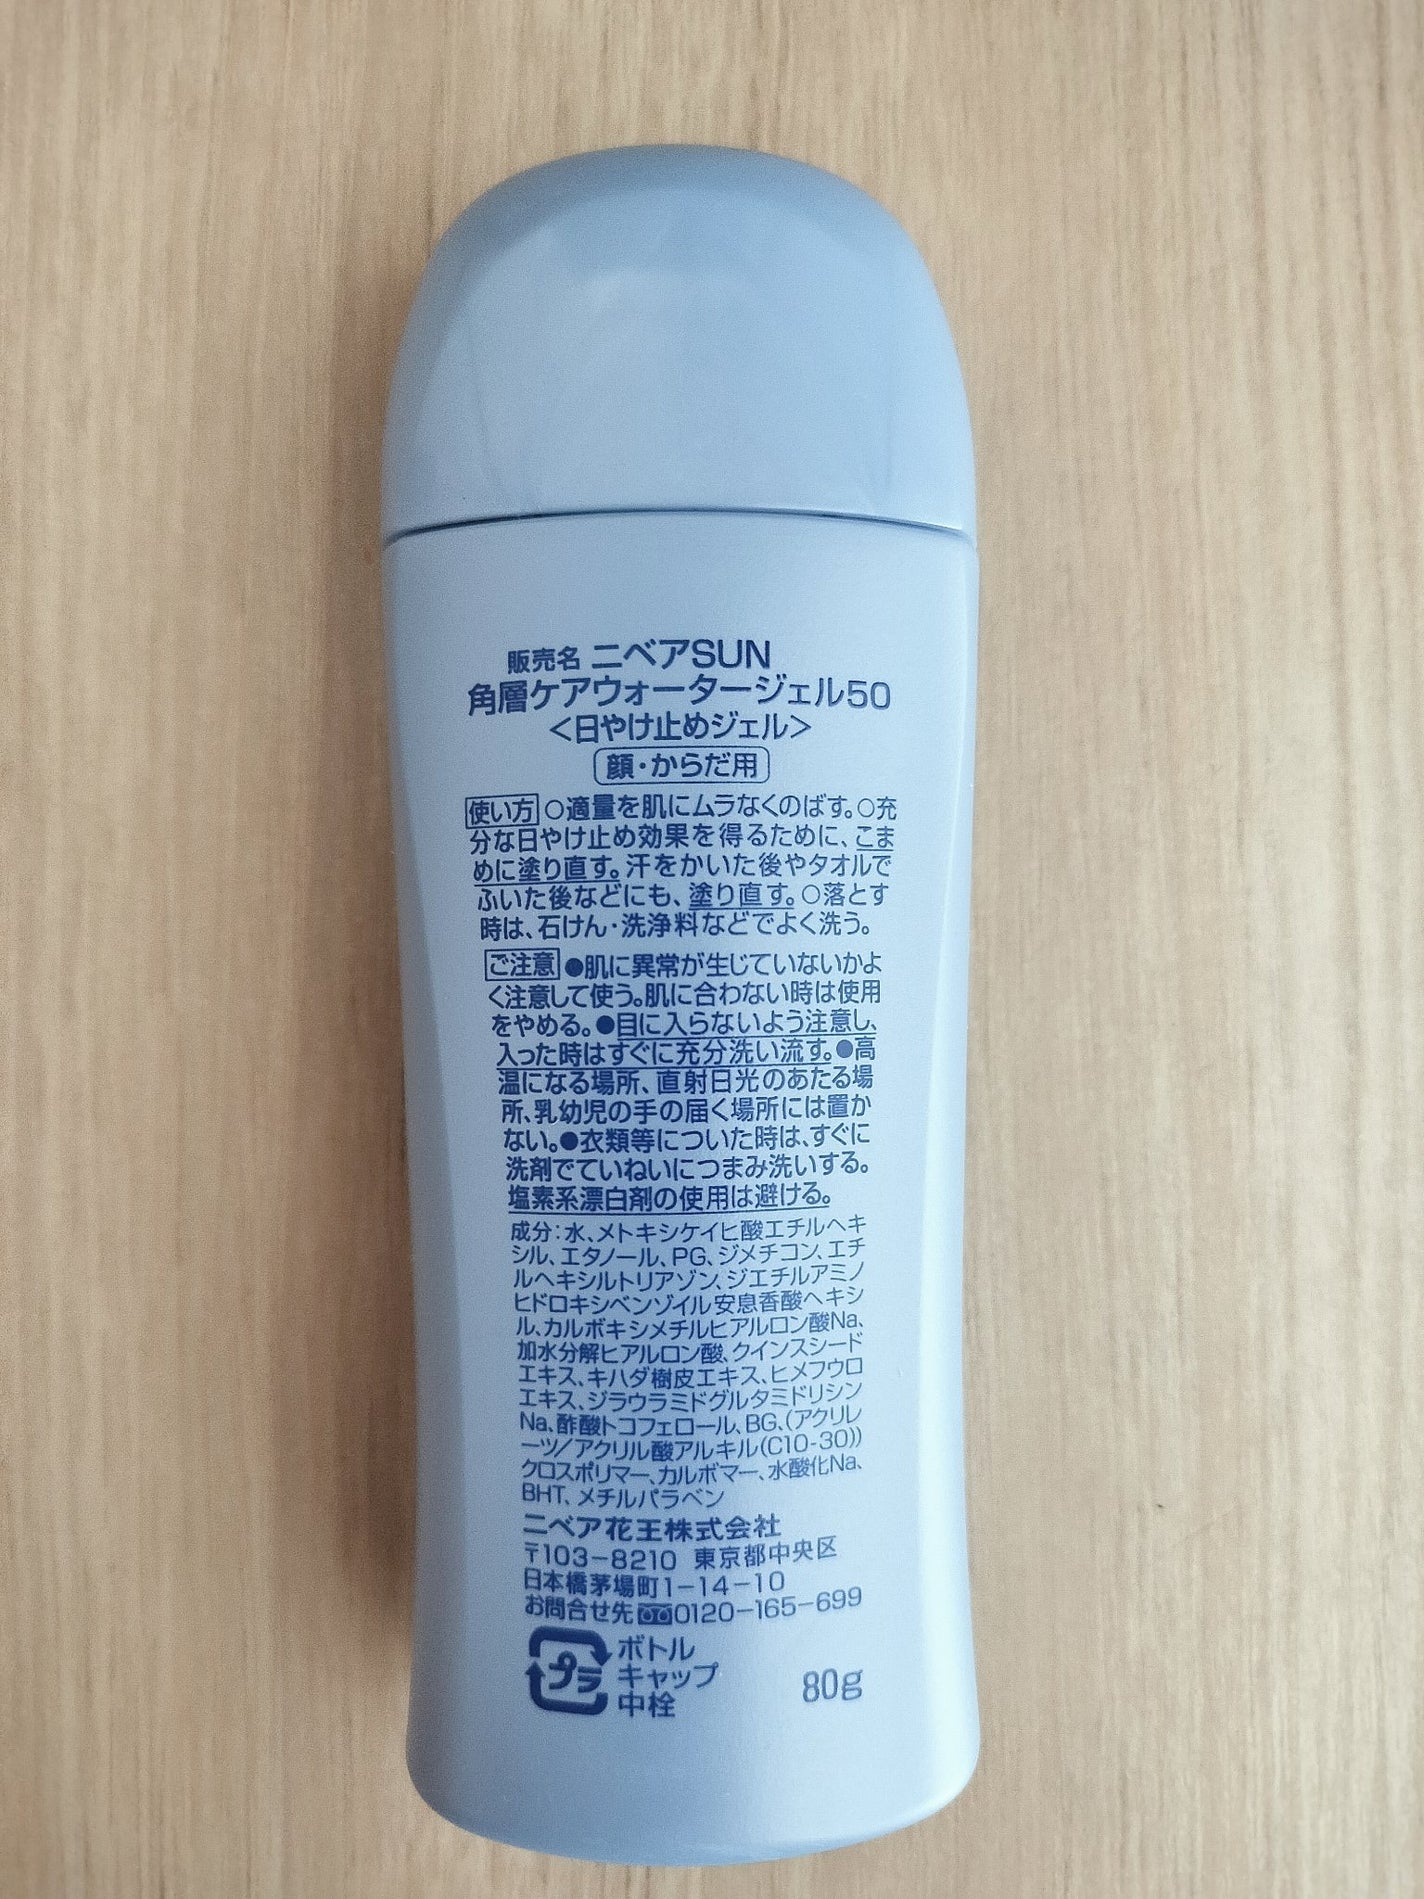 販売名 ニベアSUN
角層ケアウォータージェル50
<日やけ止めジェル>
顔・からだ用
使い方 ○適量を肌にムラなくのばす。○充
分な日やけ止め効果を得るために、こま
めに塗り直す。汗をかいた後やタオルで
ふいた後などにも、塗り直す。○落とす
時は、石けん・洗浄料などでよく洗う。
ご注意 ●肌に異常が生じていないかよ
く注意して使う。肌に合わない時は使用
をやめる。●目に入らないよう注意し、
入った時はすぐに充分洗い流す。●高
温になる場所、直射日光のあたる場
所、乳幼児の手の届く場所には置か
ない。●衣類等についた時は、すぐに
洗剤でていねいにつまみ洗いする。
塩素系漂白剤の使用は避ける。
成分：水、メトキシケイヒ酸エチルヘキ
シル、エタノール、PG、ジメチコン、エチ
ルヘキシルトリアゾン、ジエチルアミノ
ヒドロキシベンゾイル安息香酸ヘキシ
ル、カルボキシメチルヒアルロン酸Na、
加水分解ヒアルロン酸、クインスシード
エキス、キハダ樹皮エキス、ヒメフウロ
エキス、ジラウラミドグルタミドリシン
Na、酢酸トコフェロール、BG、(アクリレ
ーツ/アクリル酸アルキル(C10-30))
クロスポリマー、カルボマー、水酸化Na、
BHT、メチルパラベン
ニベア花王株式会社
〒103-8210 東京都中央区
日本橋茅場町1-14-10
お問合せ先 0120-165-699
プラ ボトル
キャップ
中栓
80g